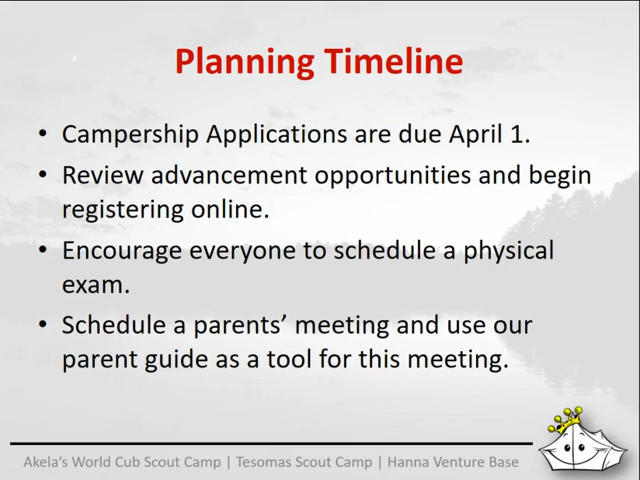 Planning Timeline
• Campership Applications are due April 1.
• Review advancement opportunities and begin
registering online.
• Encourage everyone to schedule a physical
exam.
• Schedule a parents’ meeting and use our
parent guide as a tool for this meeting.
Akela’s World Cub Scout Camp | Tesomas Scout Camp | Hanna Venture Base